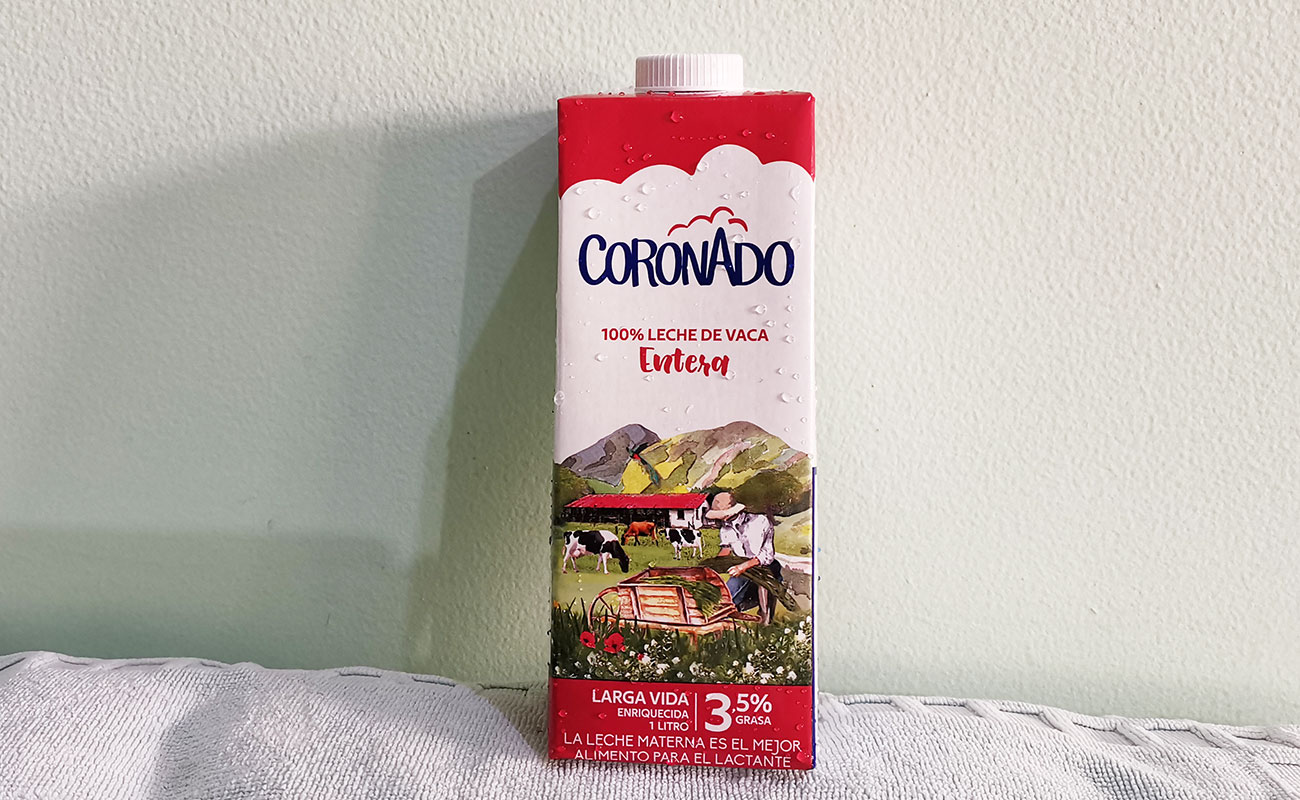 CORONADO
100% LECHE DE VACA
Entera
LARGA VIDA
ENRIQUECIDA
1 LITRO
3,5%
GRASA
LA LECHE MATERNA ES EL MEJOR
ALIMENTO PARA EL LACTANTE